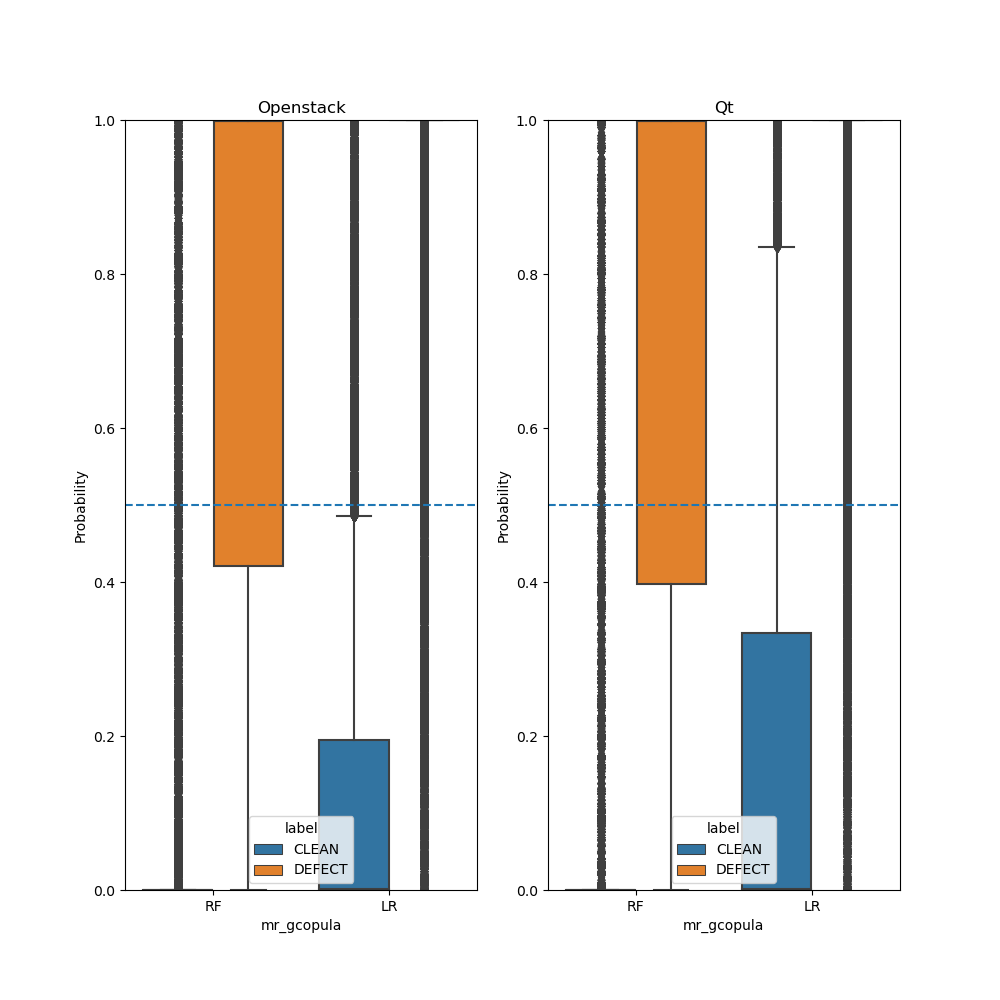 Openstack
1.0
0.8
0.6
0.4
0.2
0.0
Probability
label
CLEAN
DEFECT
RF
LR
mr_gcopula
Qt
1.0
0.8
0.6
0.4
0.2
0.0
Probability
label
CLEAN
DEFECT
RF
LR
mr_gcopula